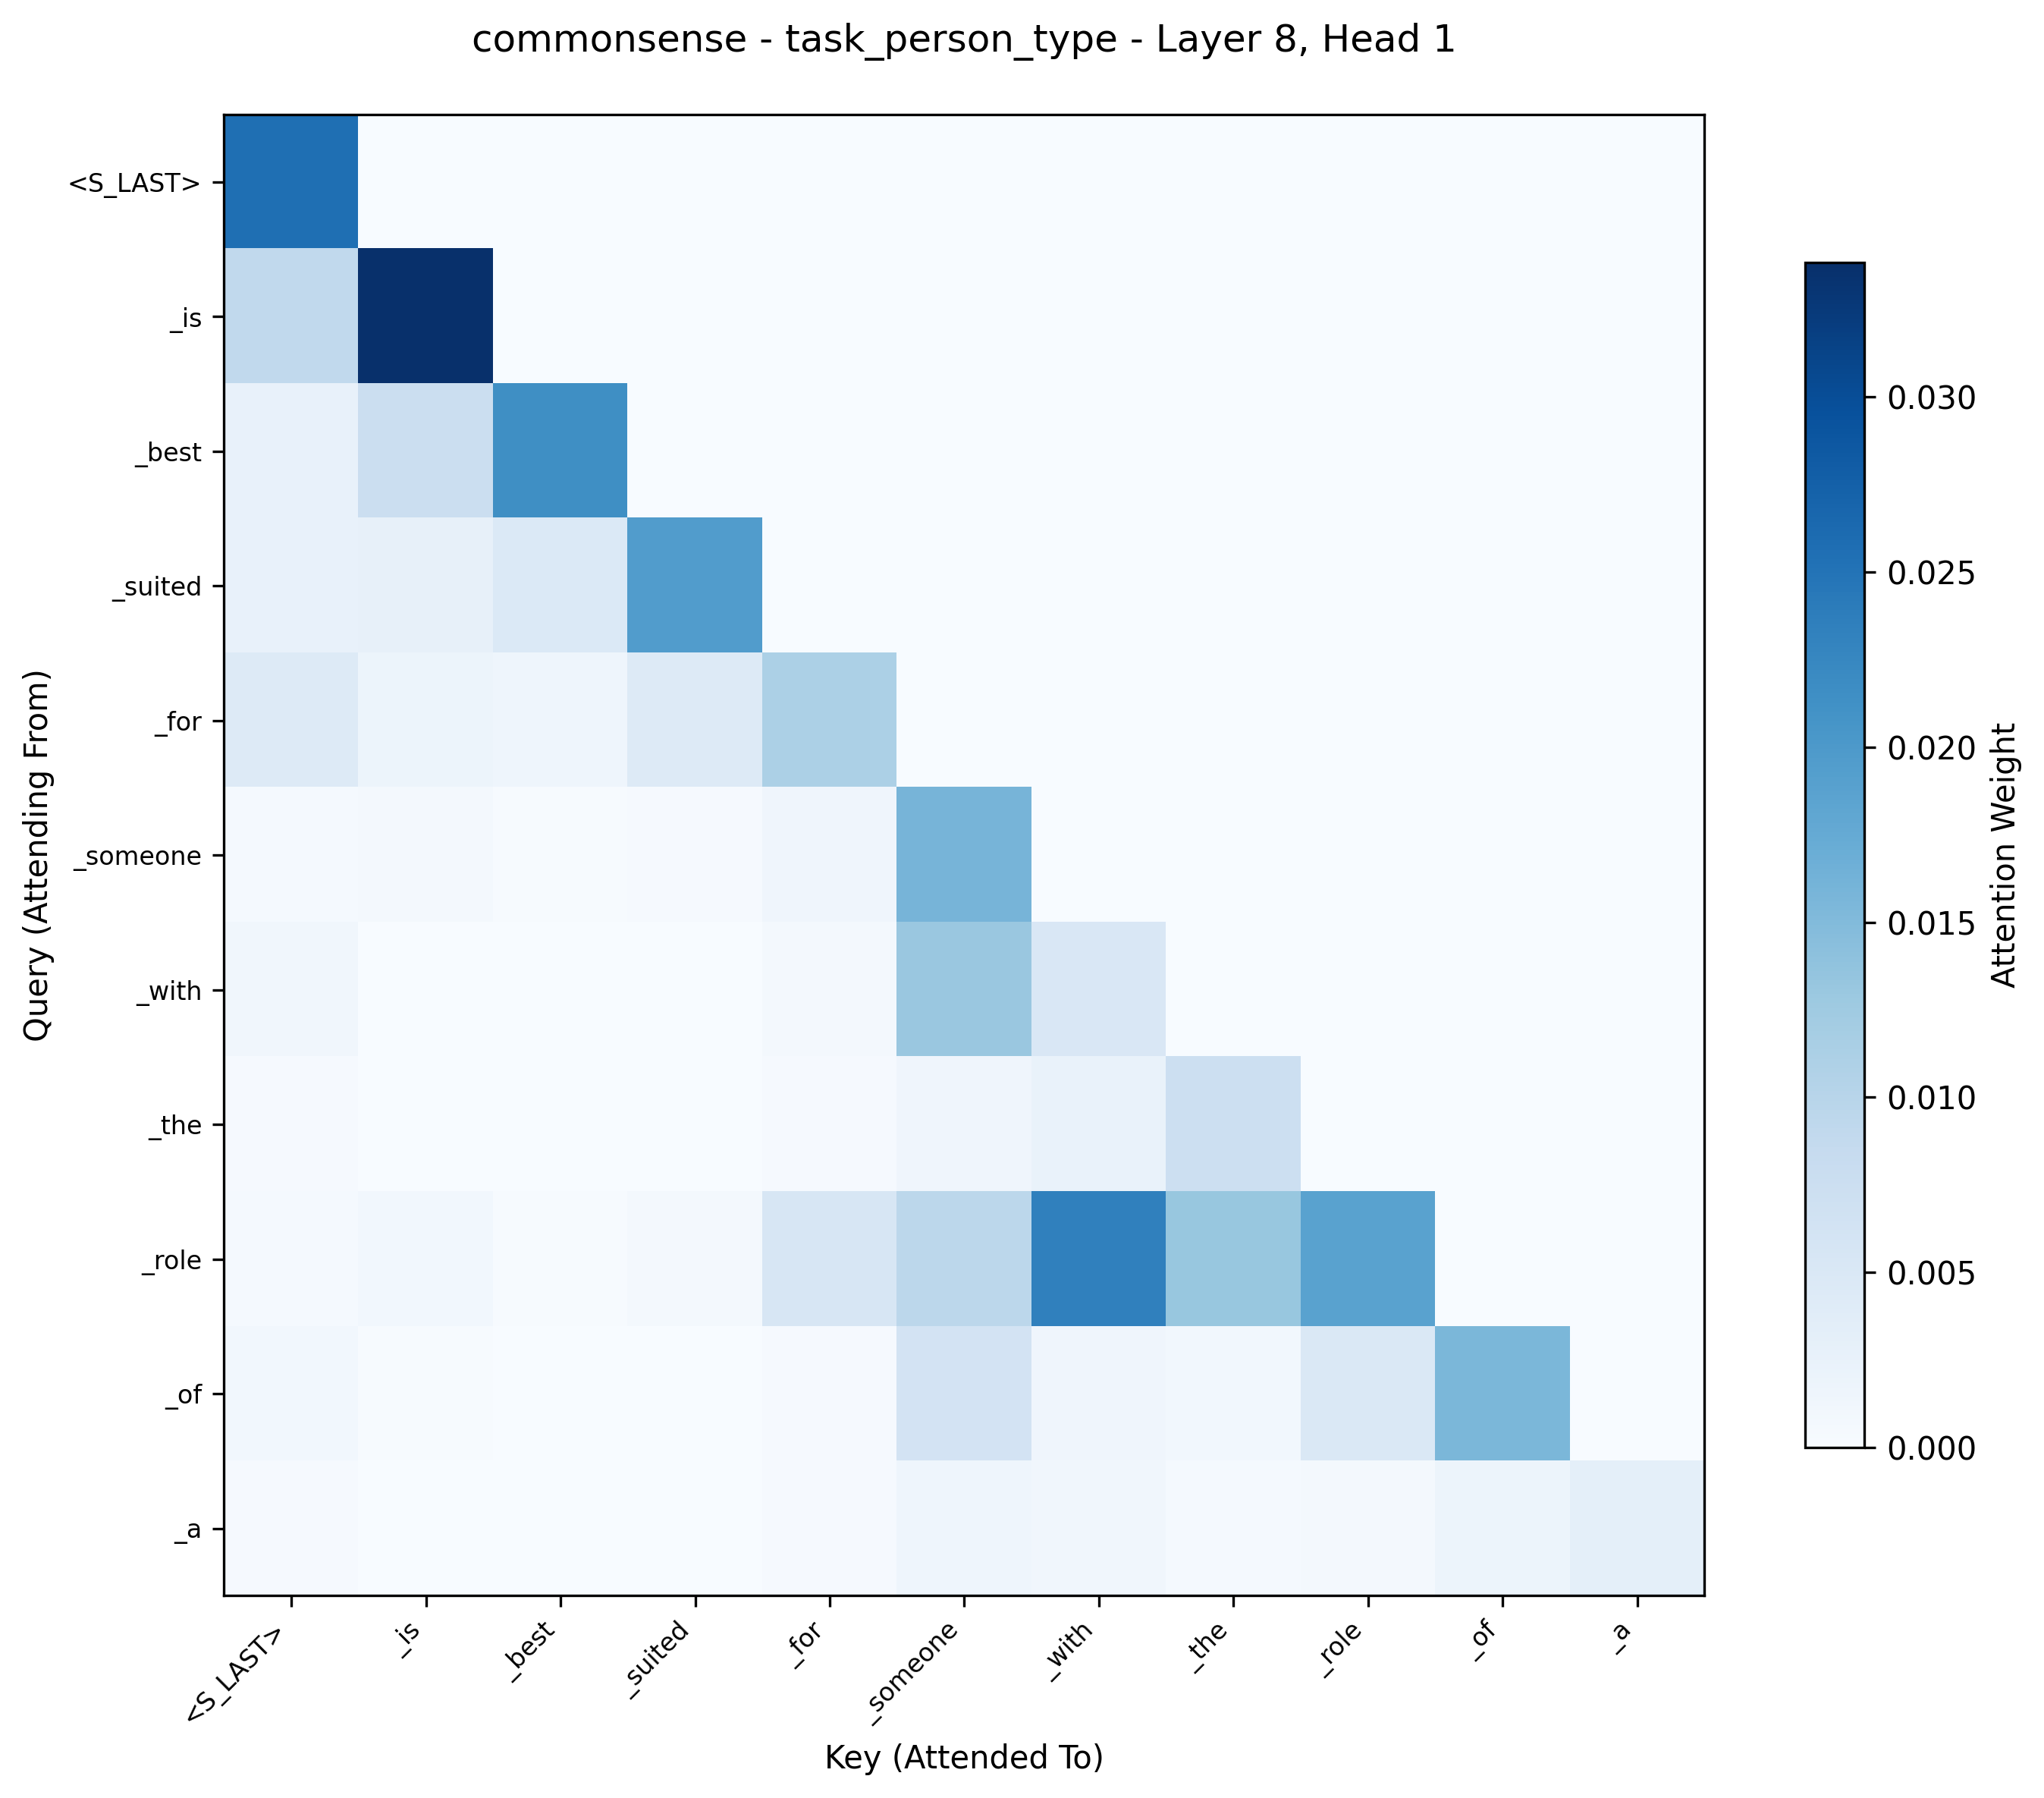 commonsense - task_person_type - Layer 8, Head 1
Query (Attending From)
<S_LAST>
_is
_best
_suited
_for
_someone
_with
_the
_role
_of
_a
<S_LAST>
_is
_best
_suited
_for
_someone
_with
_the
_role
_of
_a
Key (Attended To)
0.030
0.025
0.020
0.015
0.010
0.005
0.000
Attention Weight